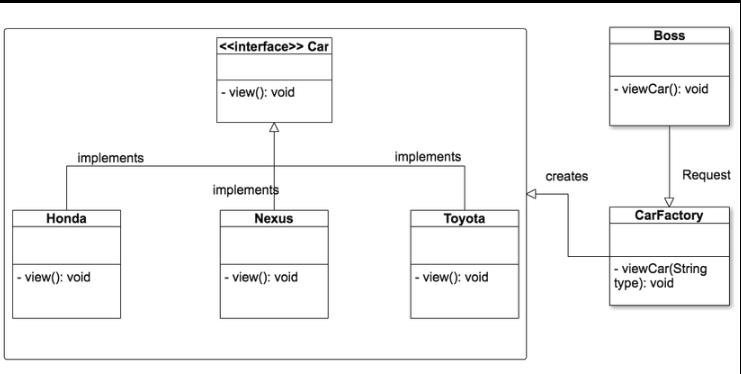 <<interface>> Car
- view(): void
Boss
- viewCar(): void
implements
implements
implements
creates
Request
Honda
- view(): void
Nexus
- view(): void
Toyota
- view(): void
CarFactory
- viewCar(String
type): void